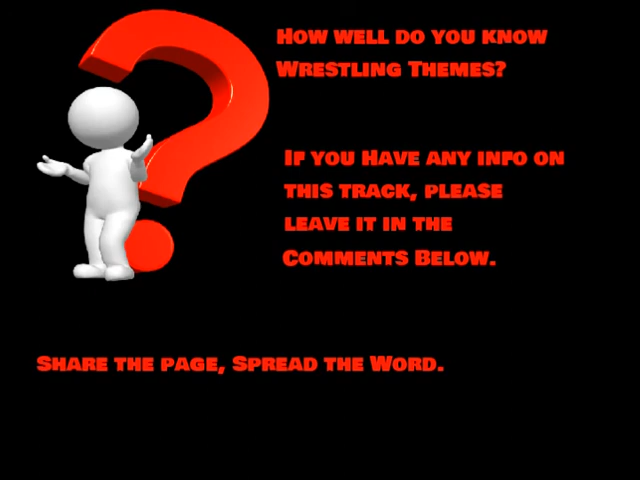 How well do you know
Wrestling Themes?
If you Have any info on
this track, please
leave it in the
Comments Below.
Share the page, Spread the Word.